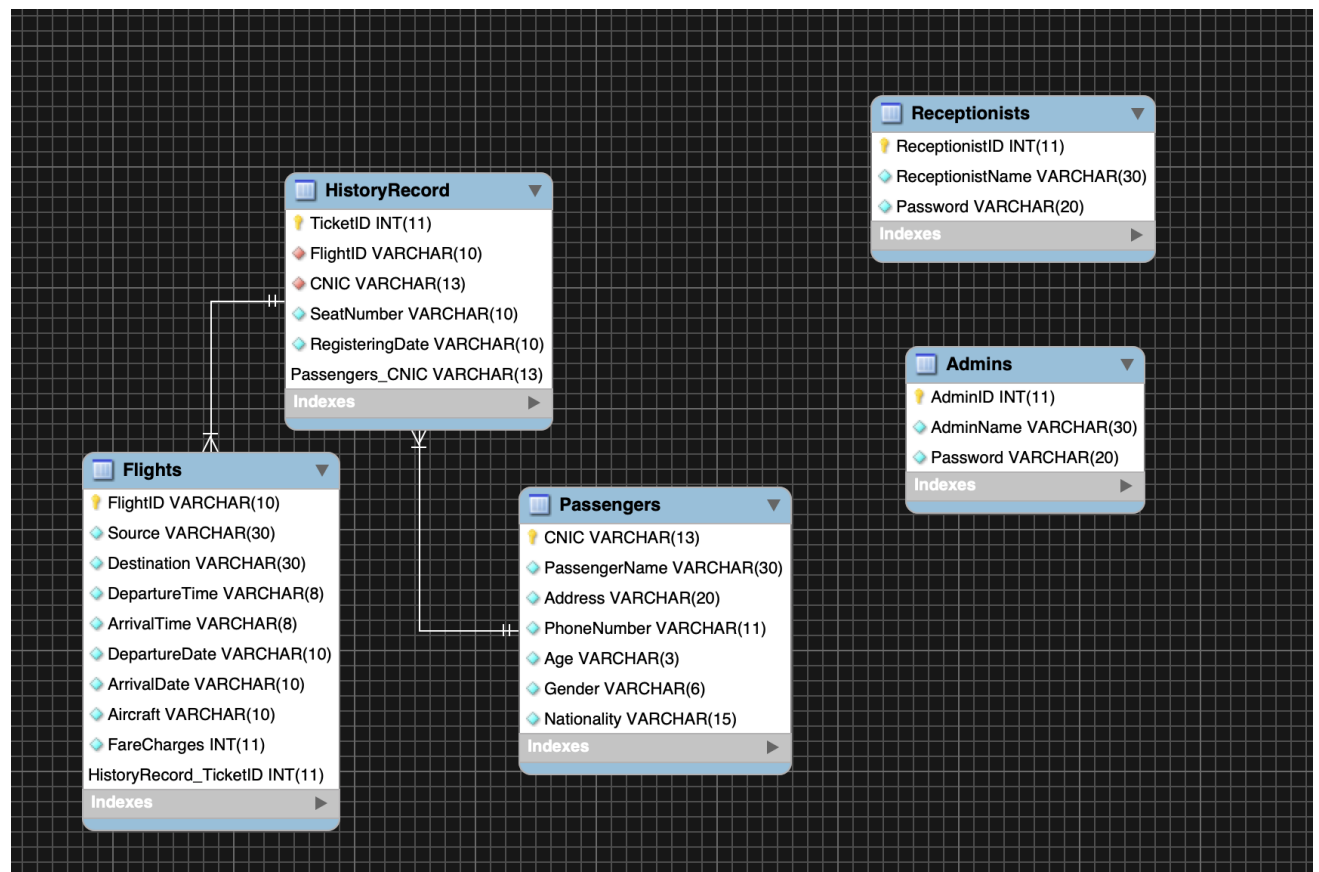 HistoryRecord
TicketID INT(11)
FlightID VARCHAR(10)
CNIC VARCHAR(13)
SeatNumber VARCHAR(10)
RegisteringDate VARCHAR(10)
Passengers_CNIC VARCHAR(13)
Indexes
Flights
FlightID VARCHAR(10)
Source VARCHAR(30)
Destination VARCHAR(30)
DepartureTime VARCHAR(8)
ArrivalTime VARCHAR(8)
DepartureDate VARCHAR(10)
ArrivalDate VARCHAR(10)
Aircraft VARCHAR(10)
FareCharges INT(11)
HistoryRecord_TicketID INT(11)
Indexes
Passengers
CNIC VARCHAR(13)
PassengerName VARCHAR(30)
Address VARCHAR(20)
PhoneNumber VARCHAR(11)
Age VARCHAR(3)
Gender VARCHAR(6)
Nationality VARCHAR(15)
Indexes
Receptionists
ReceptionistID INT(11)
ReceptionistName VARCHAR(30)
Password VARCHAR(20)
Indexes
Admins
AdminID INT(11)
AdminName VARCHAR(30)
Password VARCHAR(20)
Indexes